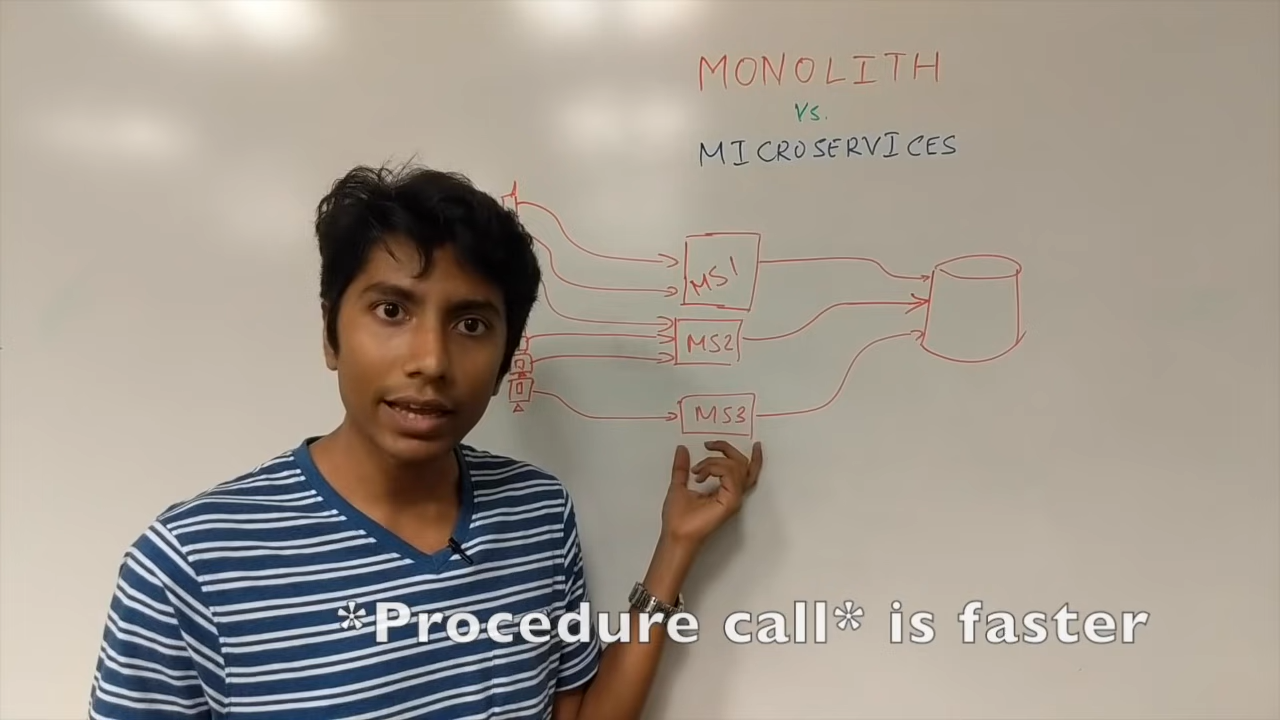 MONOLITH
Vs.
MICROSERVICES
MS1
MS2
MS3
*Procedure call* is faster